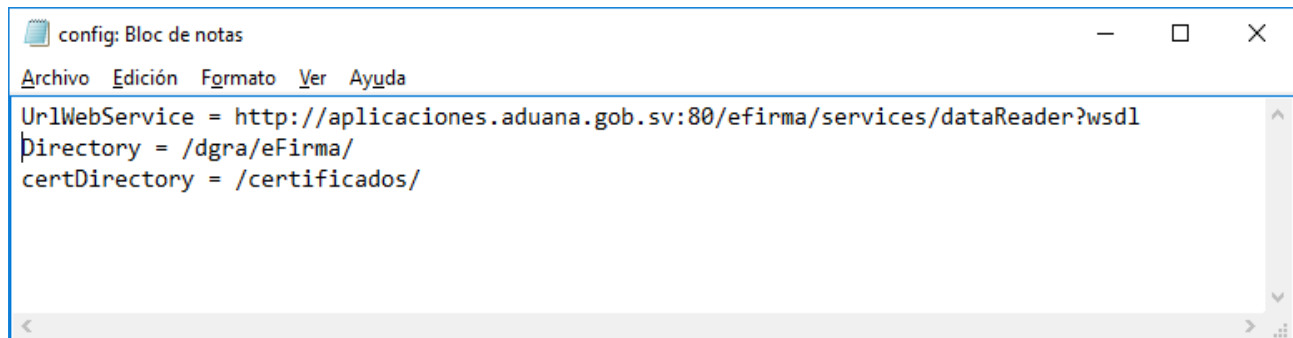 config: Bloc de notas
Archivo Edición Formato Ver Ayuda
UrlWebService = http://aplicaciones.aduana.gob.sv:80/efirma/services/dataReader?wsdl
Directory = /dgra/eFirma/
certDirectory = /certificados/